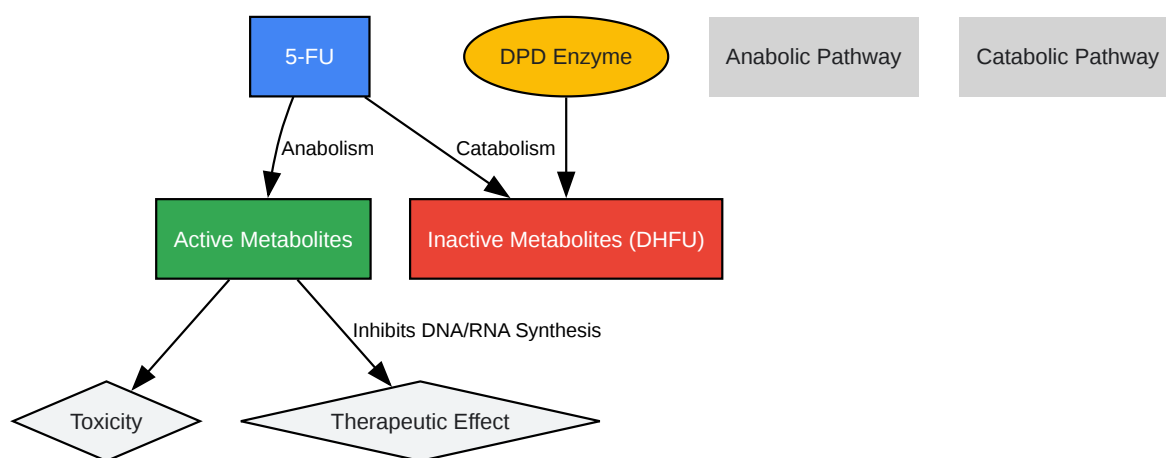 5-FU
DPD Enzyme
Anabolic Pathway
Catabolic Pathway
Anabolism
Catabolism
Active Metabolites
Inactive Metabolites (DHFU)
Inhibits DNA/RNA Synthesis
Toxicity
Therapeutic Effect